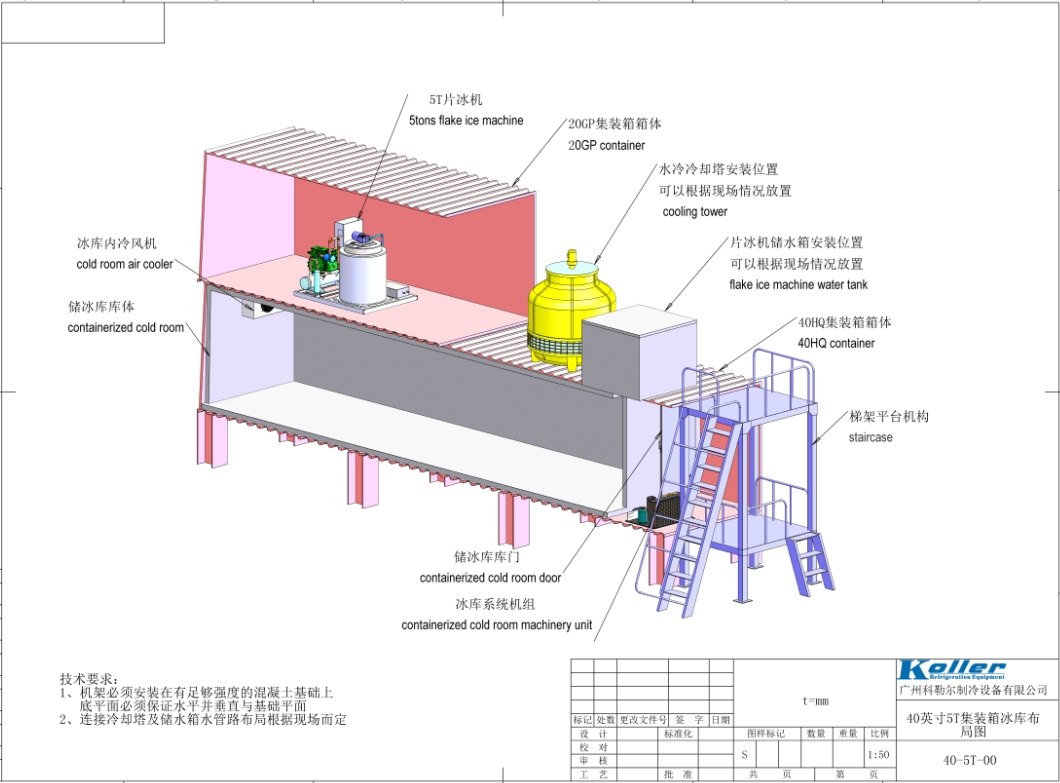 5T片冰机
5tons flake ice machine
20GP集装箱箱体
20GP container
水冷冷却塔安装位置
可以根据现场情况放置
cooling tower
片冰机储水箱安装位置
可以根据现场情况放置
flake ice machine water tank
冰库内冷风机
cold room air cooler
储冰库库体
containerized cold room
40HQ集装箱箱体
40HQ container
梯架平台机构
staircase
储冰库库门
containerized cold room door
冰库系统机组
containerized cold room machinery unit
技术要求：
1、机架必须安装在有足够强度的混凝土基础上
底平面必须保证水平并垂直与基础平面
2、连接冷却塔及储水箱水管路布局根据现场而定
t=mm
Koller
Refrigeration Equipment
广州科勒尔制冷设备有限公司
标记 处数 更改文件号 签 字 日期
设 计 标准化 图样标记 数量 重量 比例
校 对
审 核 S 1:50
工 艺 批 准 共 页 第 页
40英寸5T集装箱冰库布
局图
40-5T-00